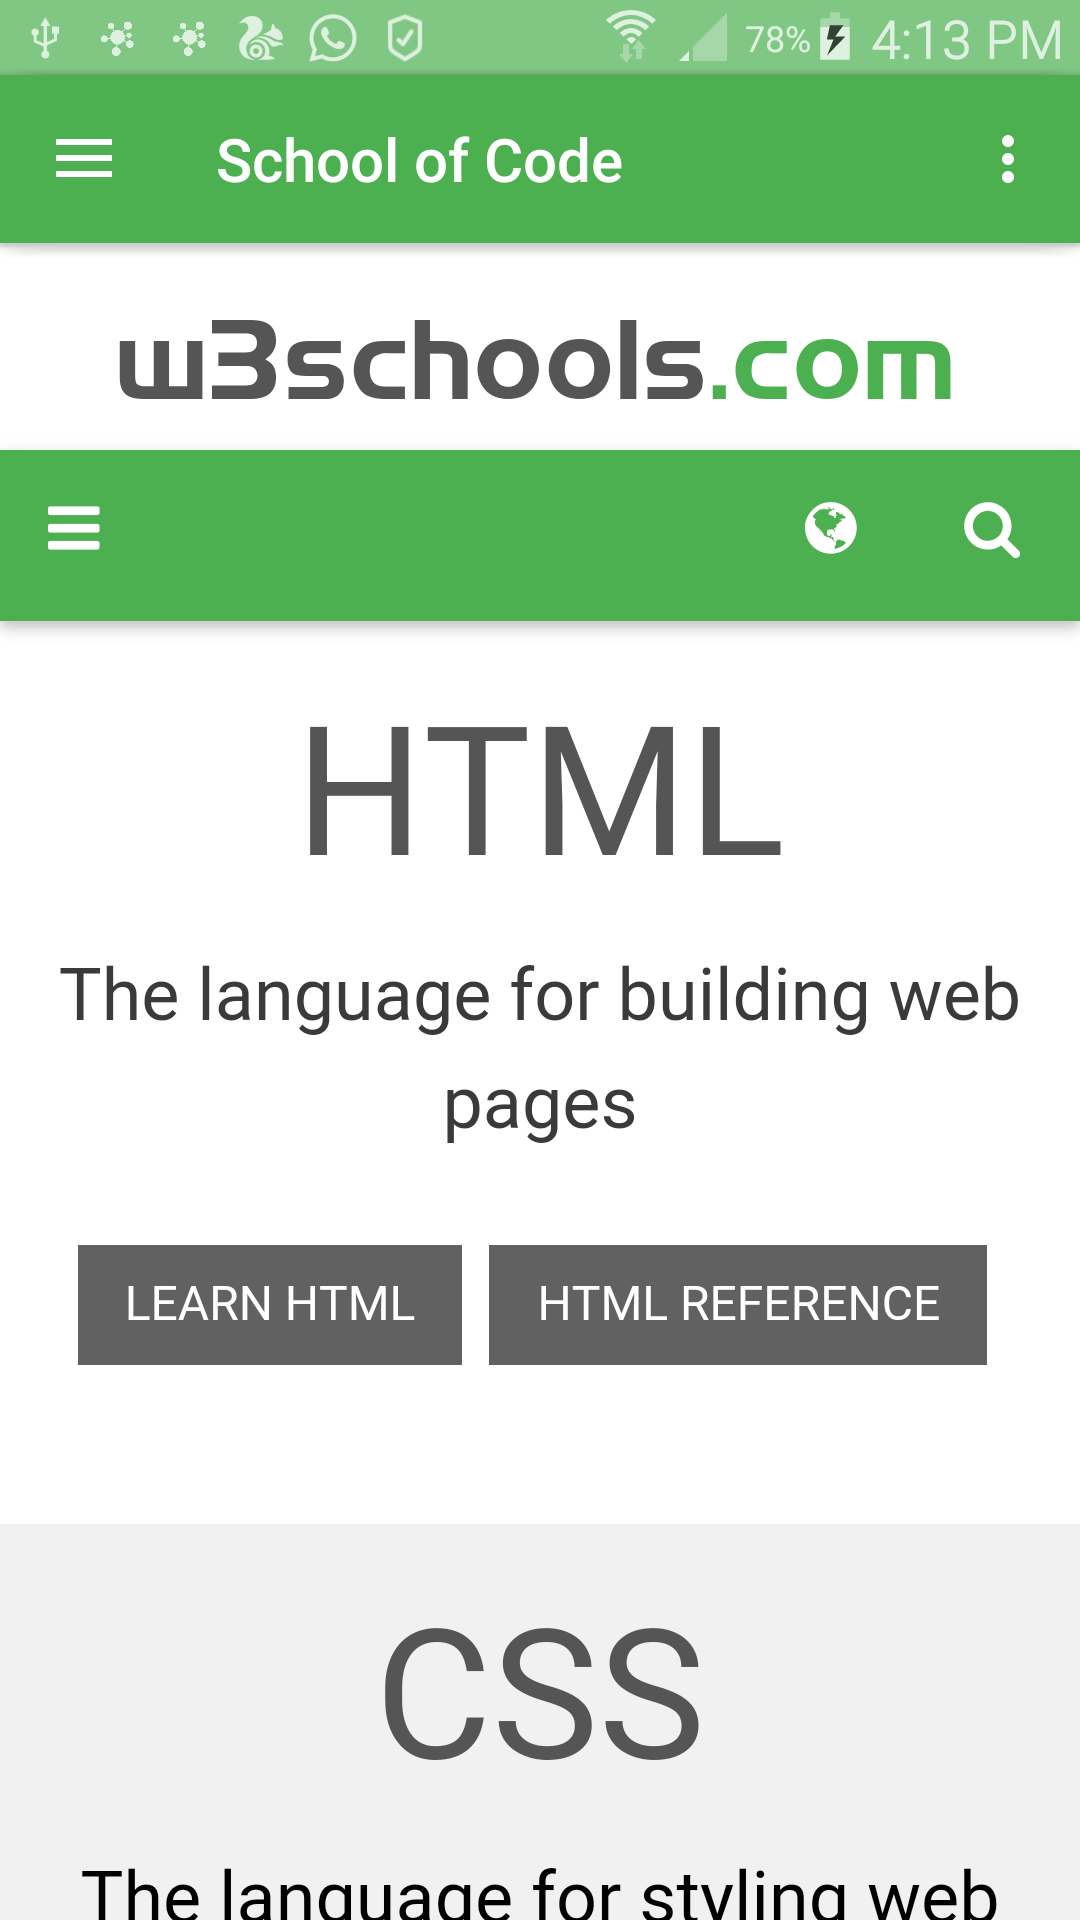 78% 4:13 PM
School of Code
w3schools.com
HTML
The language for building web
pages
LEARN HTML HTML REFERENCE
CSS
The language for styling web